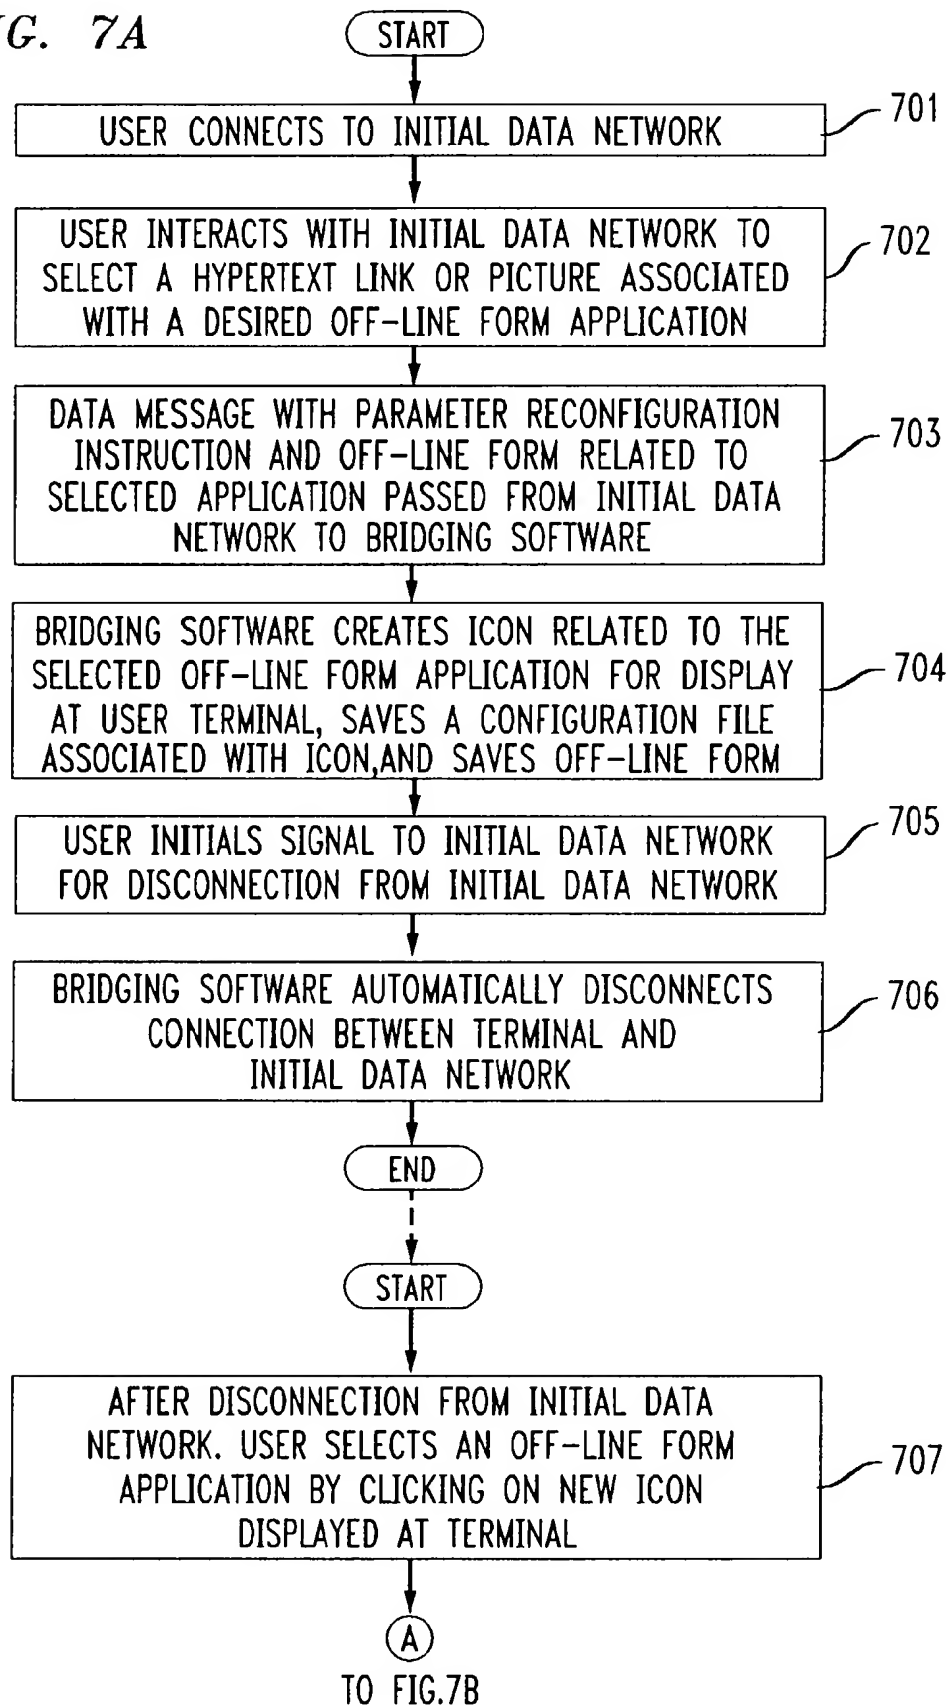 G. 7A
START
USER CONNECTS TO INITIAL DATA NETWORK
701
USER INTERACTS WITH INITIAL DATA NETWORK TO
SELECT A HYPERTEXT LINK OR PICTURE ASSOCIATED
WITH A DESIRED OFF-LINE FORM APPLICATION
702
DATA MESSAGE WITH PARAMETER RECONFIGURATION
INSTRUCTION AND OFF-LINE FORM RELATED TO
SELECTED APPLICATION PASSED FROM INITIAL DATA
NETWORK TO BRIDGING SOFTWARE
703
BRIDGING SOFTWARE CREATES ICON RELATED TO THE
SELECTED OFF-LINE FORM APPLICATION FOR DISPLAY
AT USER TERMINAL, SAVES A CONFIGURATION FILE
ASSOCIATED WITH ICON,AND SAVES OFF-LINE FORM
704
USER INITIALS SIGNAL TO INITIAL DATA NETWORK
FOR DISCONNECTION FROM INITIAL DATA NETWORK
705
BRIDGING SOFTWARE AUTOMATICALLY DISCONNECTS
CONNECTION BETWEEN TERMINAL AND
INITIAL DATA NETWORK
706
END
START
AFTER DISCONNECTION FROM INITIAL DATA
NETWORK. USER SELECTS AN OFF-LINE FORM
APPLICATION BY CLICKING ON NEW ICON
DISPLAYED AT TERMINAL
707
A
TO FIG.7B